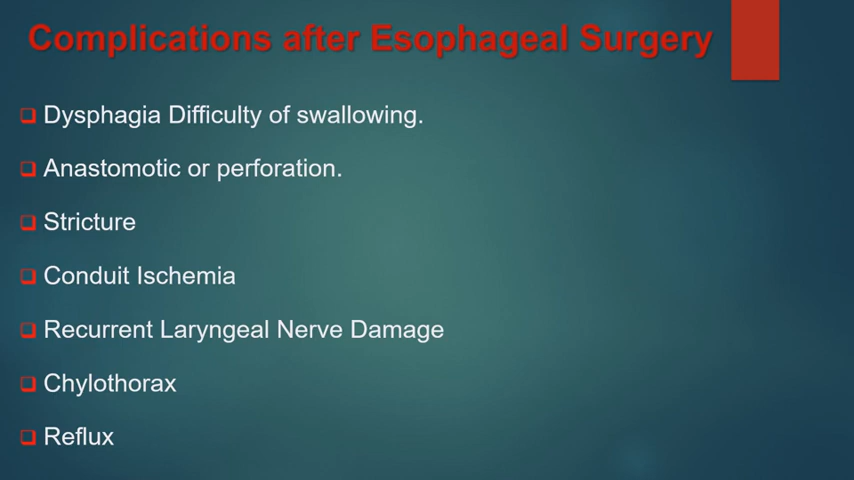 Complications after Esophageal Surgery
Dysphagia Difficulty of swallowing.
Anastomotic or perforation.
Stricture
Conduit Ischemia
Recurrent Laryngeal Nerve Damage
Chylothorax
Reflux